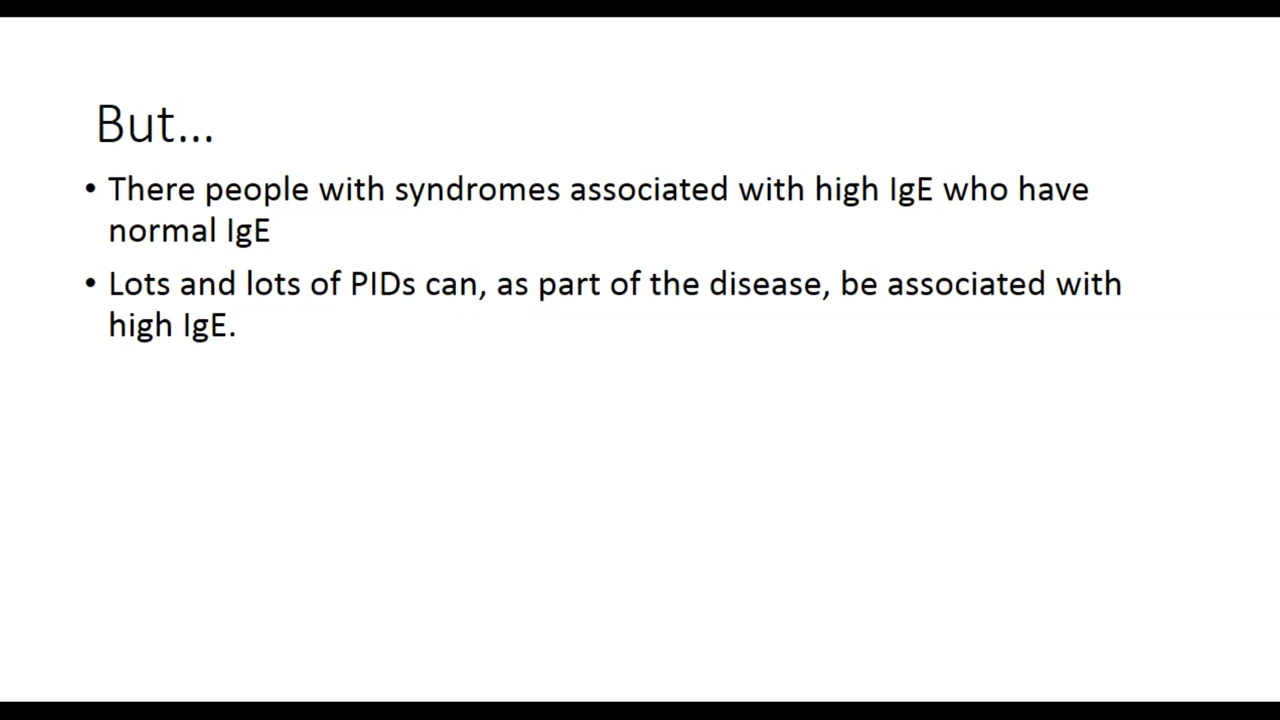 But...
• There people with syndromes associated with high IgE who have
normal IgE
• Lots and lots of PIDs can, as part of the disease, be associated with
high IgE.